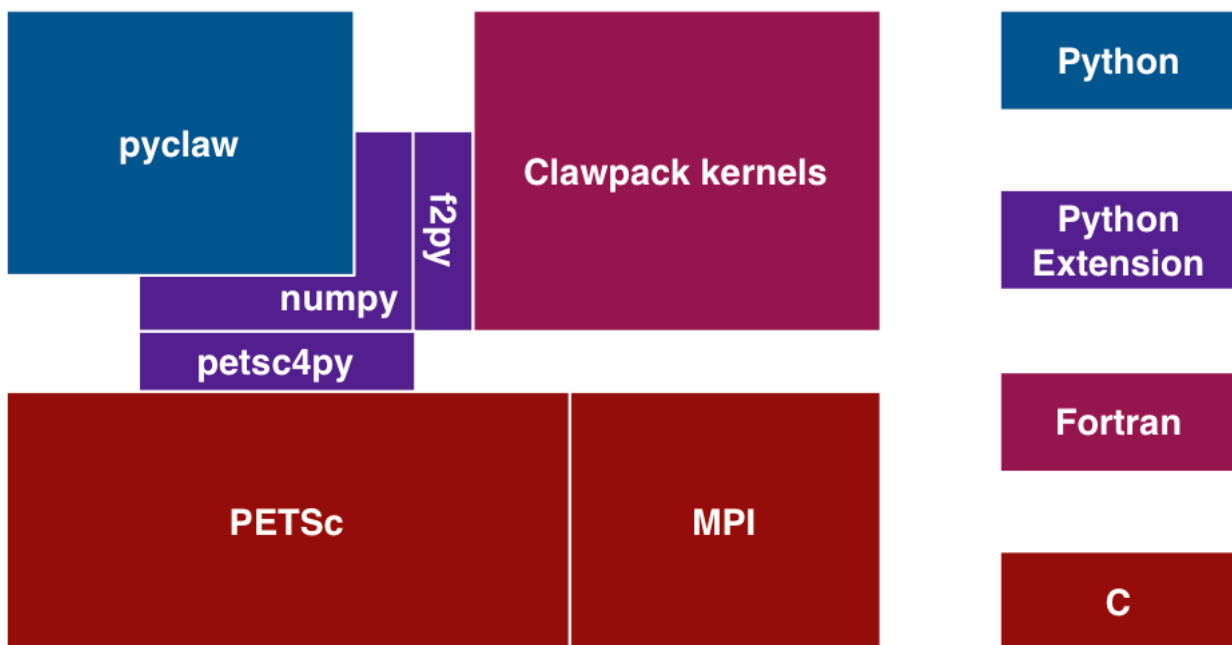 pyclaw
Clawpack kernels
f2py
numpy
petsc4py
PETSc
MPI
Python
Python
Extension
Fortran
C